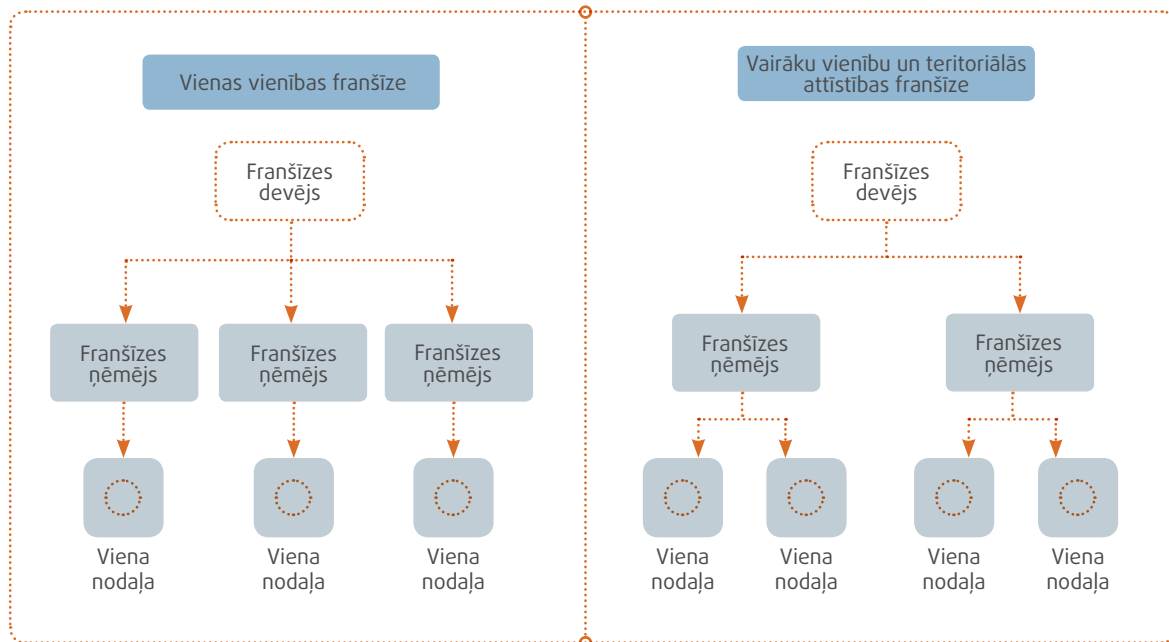 Vienas vienības franšīze
Franšīzes
devējs
Franšīzes
ņēmējs
Franšīzes
ņēmējs
Franšīzes
ņēmējs
Viena
nodaļa
Viena
nodaļa
Viena
nodaļa
Vairāku vienību un teritoriālās
attīstības franšīze
Franšīzes
devējs
Franšīzes
ņēmējs
Franšīzes
ņēmējs
Viena
nodaļa
Viena
nodaļa
Viena
nodaļa
Viena
nodaļa